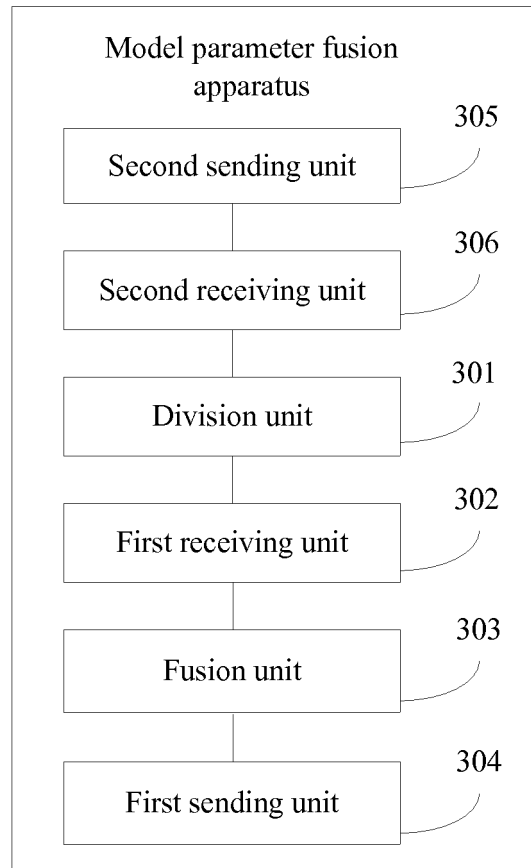 Model parameter fusion
apparatus
305
Second sending unit
306
Second receiving unit
301
Division unit
302
First receiving unit
303
Fusion unit
304
First sending unit